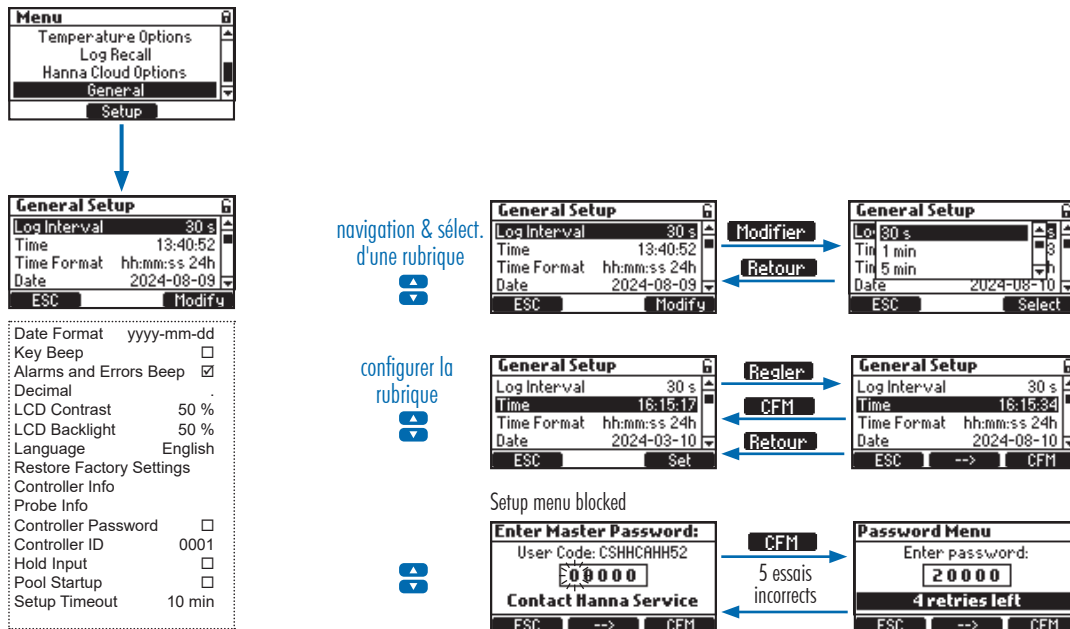 Menu
Temperature Options
Log Recall
Hanna Cloud Options
General
Setup
General Setup
Log Interval 30 s
Time 13:40:52
Time Format hh:mm:ss 24h
Date 2024-08-09
ESC Modify
Date Format yyyy-mm-dd
Key Beep ☐
Alarms and Errors Beep ☑
Decimal .
LCD Contrast 50 %
LCD Backlight 50 %
Language English
Restore Factory Settings
Controller Info
Probe Info
Controller Password ☐
Controller ID 0001
Hold Input ☐
Pool Startup ☐
Setup Timeout 10 min
navigation & sélect.
d'une rubrique
General Setup
Log Interval 30 s
Time 13:40:52
Time Format hh:mm:ss 24h
Date 2024-08-09
ESC Modify
Modifier
Retour
General Setup
Lo 30 s s
Tin 1 min 3
Tin 5 min h
Date 2024-08-10
ESC Select
configurer la
rubrique
General Setup
Log Interval 30 s
Time 16:15:17
Time Format hh:mm:ss 24h
Date 2024-03-10
ESC Set
Regler
CFM
Retour
General Setup
Log Interval 30 s
Time 16:15:34
Time Format hh:mm:ss 24h
Date 2024-08-10
ESC --> CFM
Setup menu blocked
Enter Master Password:
User Code: CSHHCAHH52
00000
Contact Hanna Service
ESC --> CFM
CFM
5 essais
incorrects
Password Menu
Enter password:
20000
4 retries left
ESC --> CFM